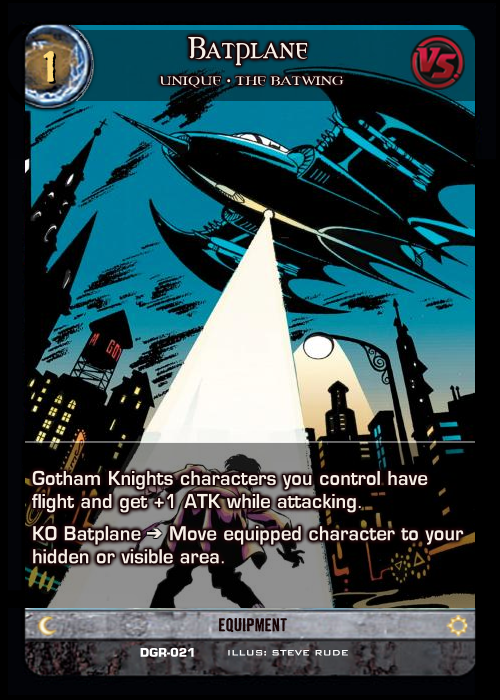 1
Batplane
VS
UNIQUE • THE BATWING
Gotham Knights characters you control have
flight and get +1 ATK while attacking.
KO Batplane ➔ Move equipped character to your
hidden or visible area.
EQUIPMENT
DGR-021 ILLUS: STEVE RUDE